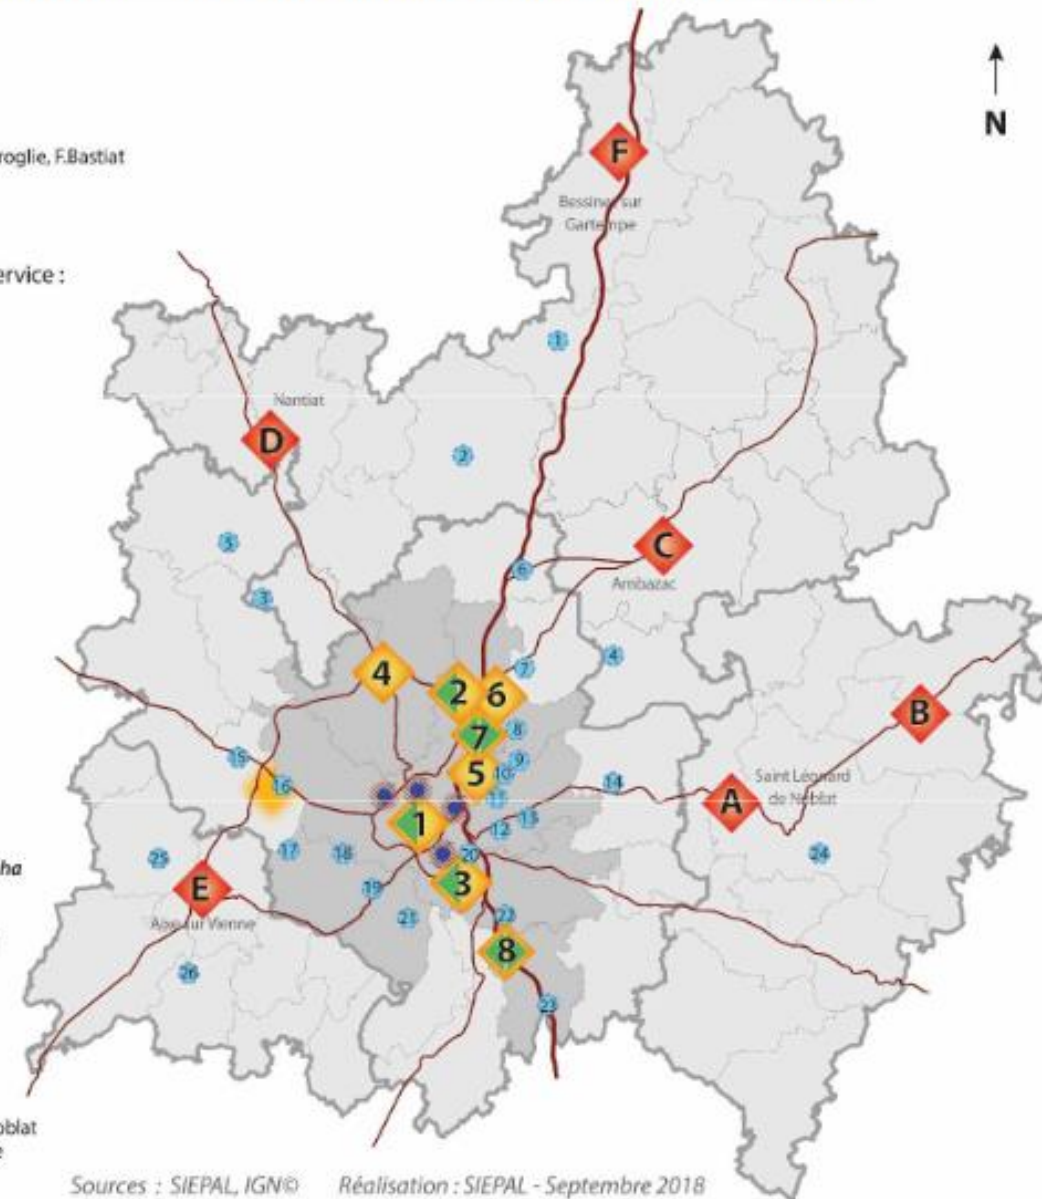 N
roglie, F.Bastiat
F
Bessines sur
Gartempe
ervice :
1
Nantiat
D
2
C
5
6
Ambazac
3
4
7
4
2
6
B
7
8
5
9
10
15
16
14
Saint Léonard
de Noblat
A
11
1
13
12
17
18
20
24
25
ha
E
3
19
Aixe sur Vienne
21
22
8
26
23
oblat
e
Sources : SIEPAL, IGN© Réalisation : SIEPAL - Septembre 2018